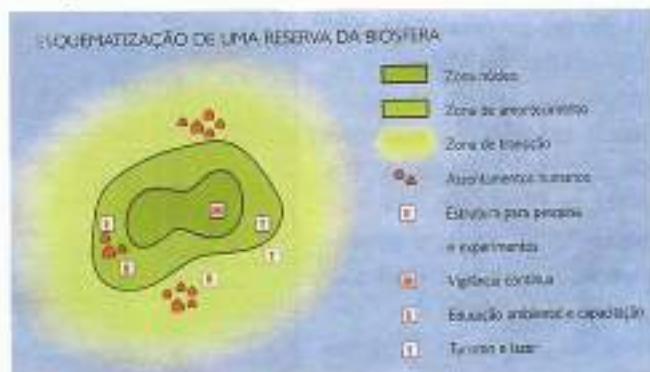 ESQUEMATIZAÇÃO DE UMA RESERVA DA BIOSFERA
Zona núcleo
Zona de amortecimento
Zona de transição
Assentamentos humanos
Estrutura para pesquisa
e experimentos
Vigilância contínua
Educação ambiental e capacitação
Turismo e lazer
T
T